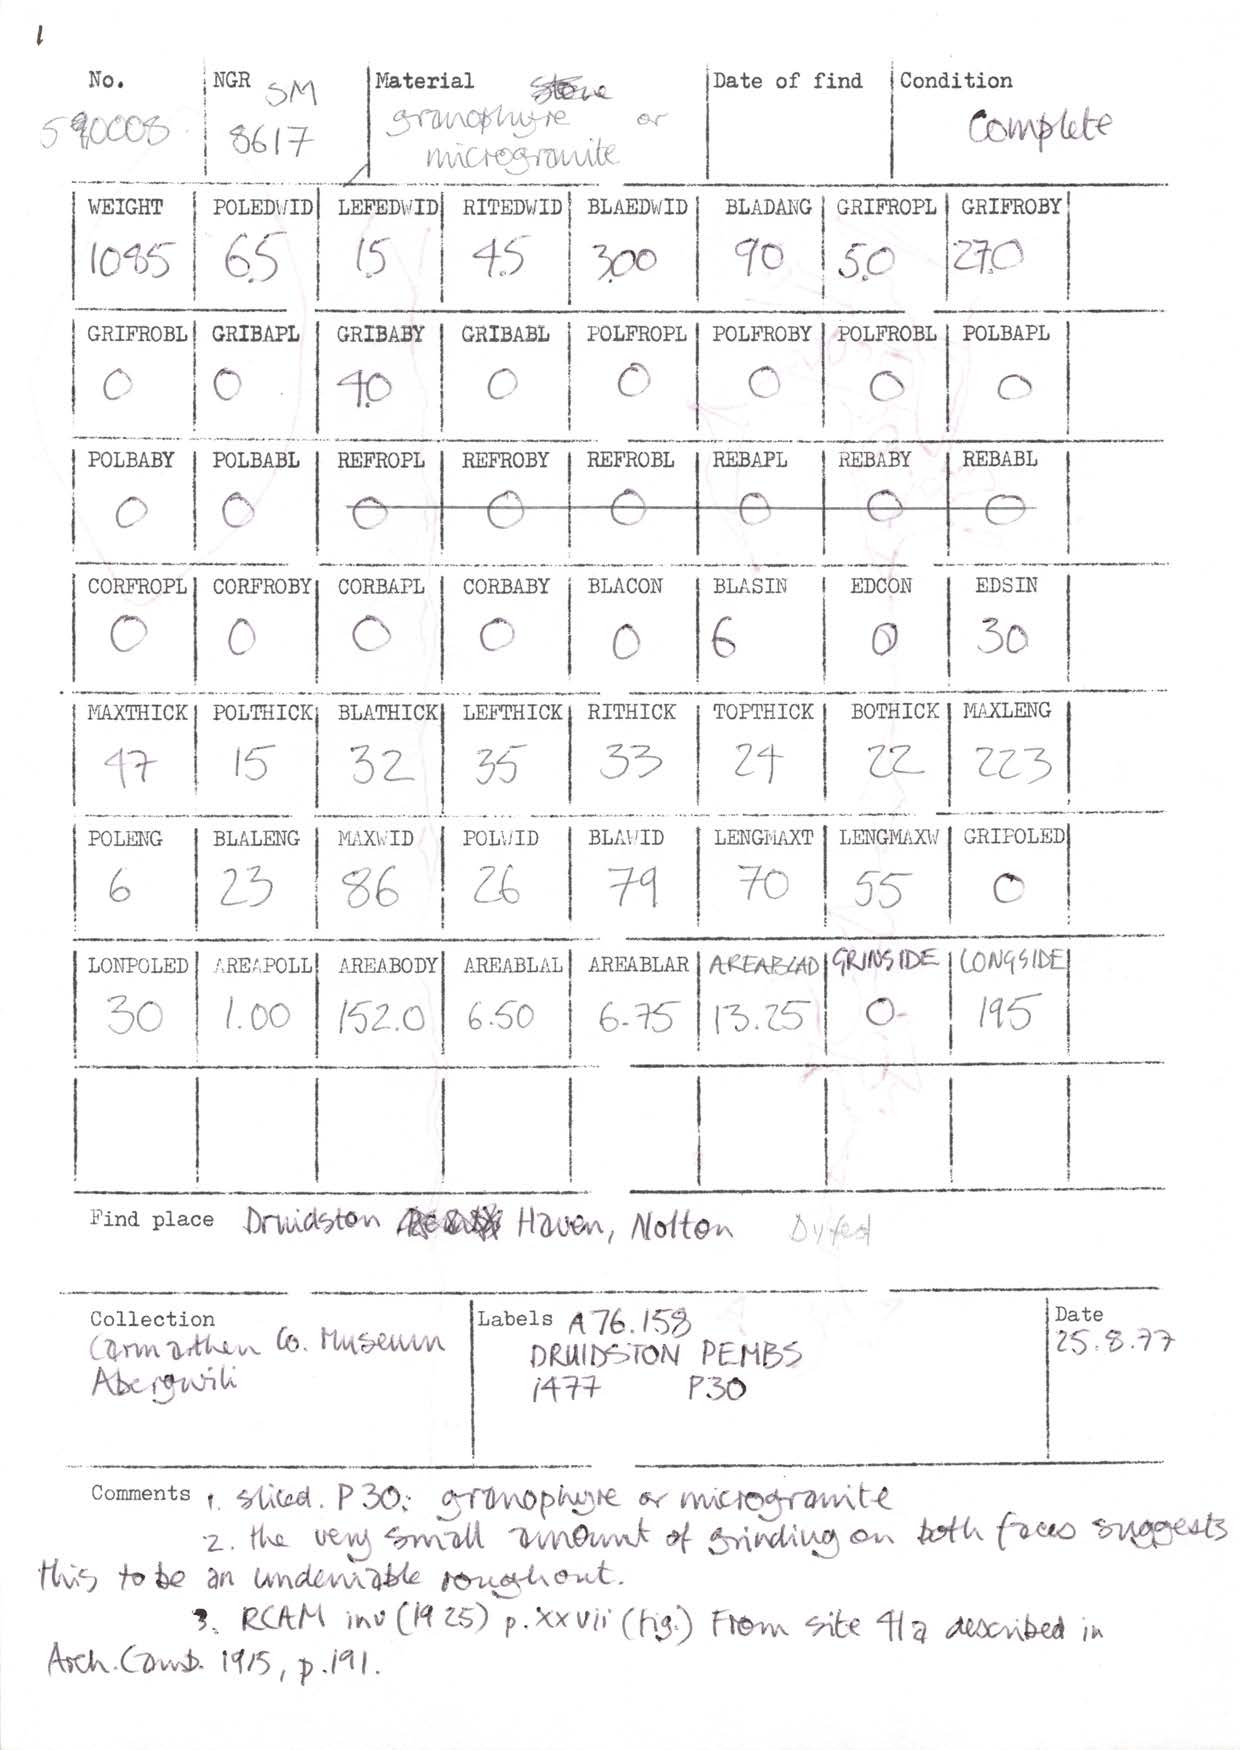 1
No. NGR SM Material Date of find Condition
8617 granophyre or Complete
microgranite
WEIGHT POLEDWID LEFEDWID RITEDWID BLAEDWID BLADANG GRIFROPL GRIFROBY
1085 6.5 1.5 4.5 3.00 90 5.0 27.0
GRIFROBL GRIBAPL GRIBABY GRIBABL POLFROPL POLFROBY POLFROBL POLBAPL
0 0 4.0 0 0 0 0 0
POLBABY POLBABL REFROPL REFROBY REFROBL REBAPL REBABY REBABL
0 0 0 0 0 0 0 0
CORFROPL CORFROBY CORBAPL CORBABY BLACON BLASIN EDCON EDSIN
0 0 0 0 0 6 0 30
MAXTHICK POLTHICK BLATHICK LEFTHICK RITHICK TOPTHICK BOTHICK MAXLENG
47 15 32 35 33 24 22 223
POLENG BLALENG MAXWID POLWID BLAWID LENGMAXT LENGMAXW GRIPOLED
6 23 86 26 79 70 55 0
LONPOLED AREAPOLL AREABODY AREABLAL AREABLAR AREABLAD GRINSIDE LONGSIDE
30 1.00 152.0 6.50 6.75 13.25 0 195
Find place Druidston Haven, Nolton Dyfed
Collection Labels A76.158 Date
Carmarthen Co. Museum DRUIDSTON PEMBS 25.8.77
Abergwili 1477 P30
Comments 1. sliced. P30: granophyre or microgranite
2. the very small amount of grinding on both faces suggests
this to be an undeniable roughout.
3. RCAM inv (1925) p.xxvii (fig.) From site 41a described in
Arch. Camb. 1915, p.191.